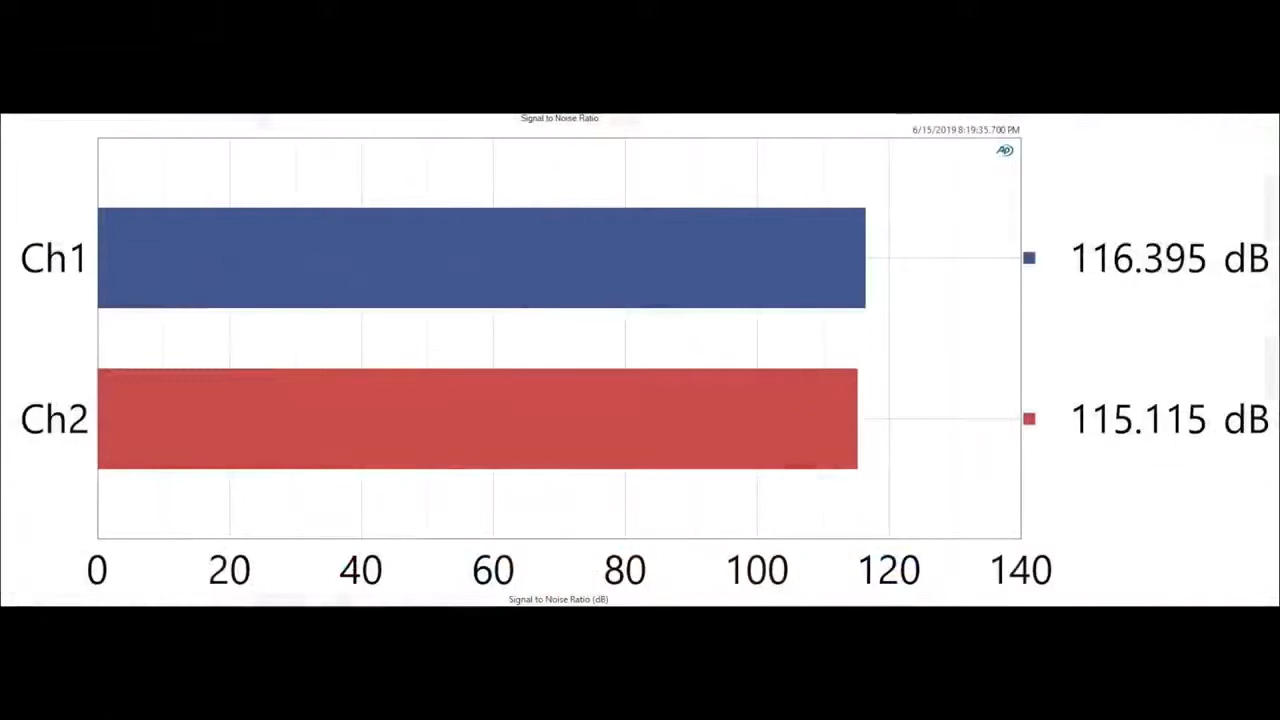 Signal to Noise Ratio
6/15/2019 8:19:35.700 PM
AP
Ch1 116.395 dB
Ch2 115.115 dB
0 20 40 60 80 100 120 140
Signal to Noise Ratio (dB)